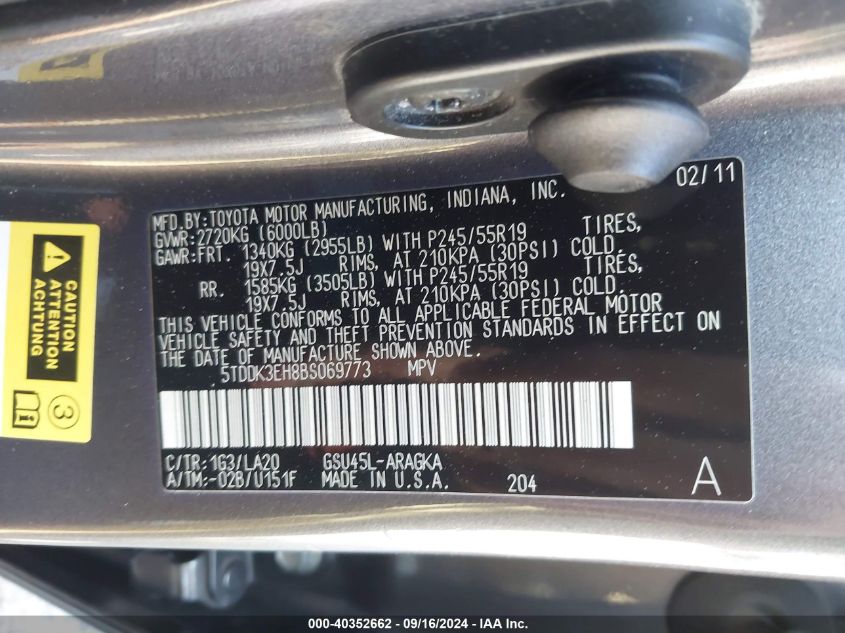 02/11
MFD.BY:TOYOTA MOTOR MANUFACTURING, INDIANA, INC.
GVWR:2720KG (6000LB)
GAWR:FRT. 1340KG (2955LB) WITH P245/55R19 TIRES,
19X7.5J RIMS, AT 210KPA (30PSI) COLD.
RR. 1585KG (3505LB) WITH P245/55R19 TIRES,
19X7.5J RIMS, AT 210KPA (30PSI) COLD.
THIS VEHICLE CONFORMS TO ALL APPLICABLE FEDERAL MOTOR
VEHICLE SAFETY AND THEFT PREVENTION STANDARDS IN EFFECT ON
THE DATE OF MANUFACTURE SHOWN ABOVE.
5TDDK3EH8BS069773 MPV
C/TR:1G3/LA20 GSU45L-ARAGKA
A/TM:-02B/U151F MADE IN U.S.A. 204 A
CAUTION
ATTENTION
ACHTUNG
3
000-40352662 - 09/16/2024 - IAA Inc.